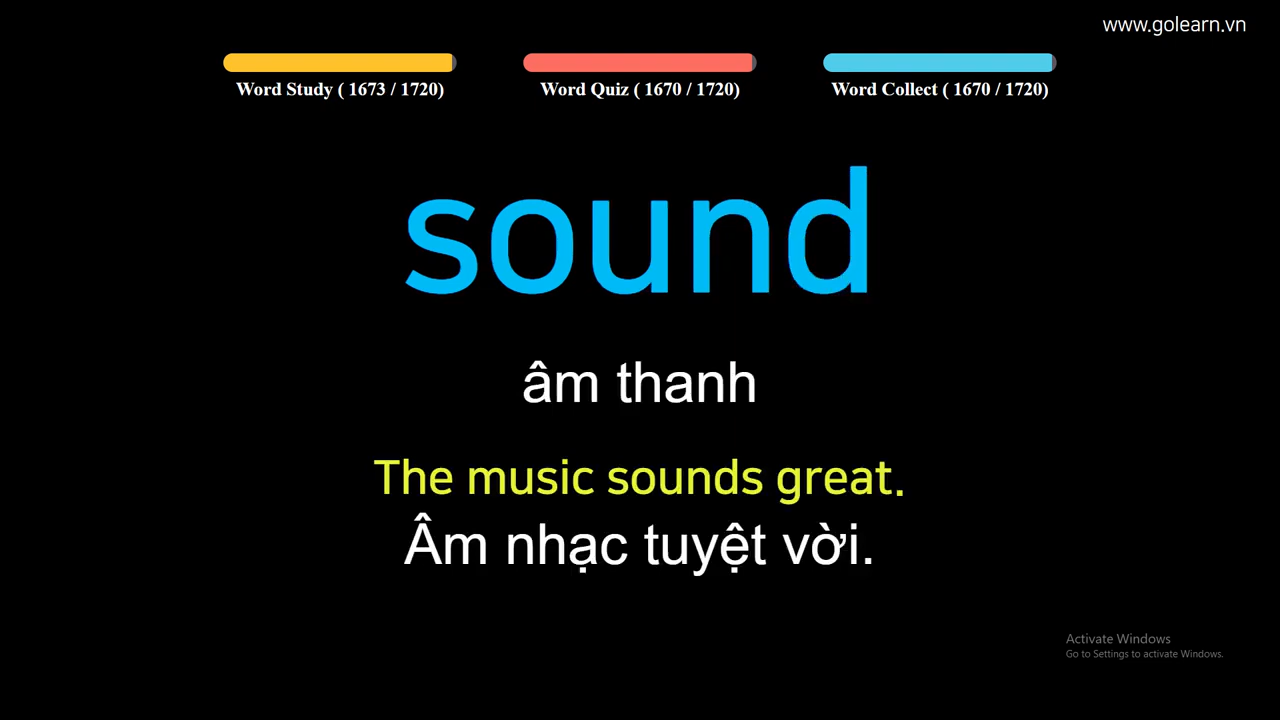 www.golearn.vn
Word Study ( 1673 / 1720)
Word Quiz ( 1670 / 1720)
Word Collect ( 1670 / 1720)
sound
âm thanh
The music sounds great.
Âm nhạc tuyệt vời.
Activate Windows
Go to Settings to activate Windows.